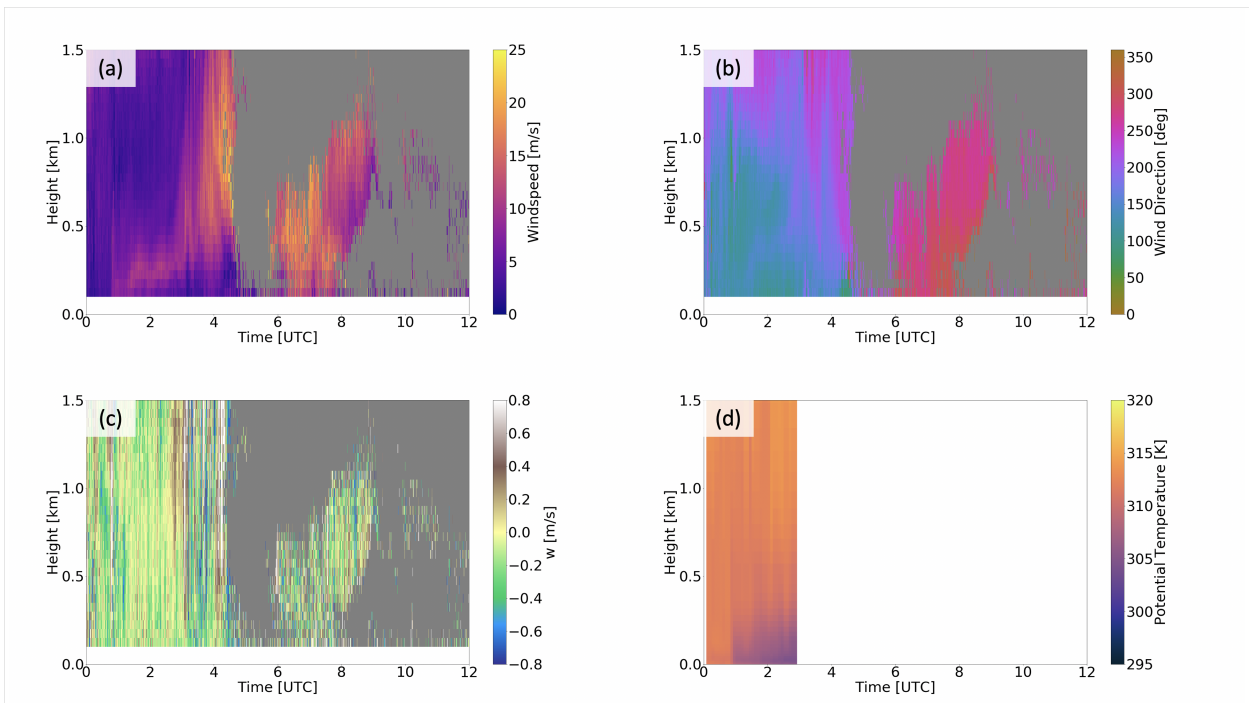 (a)
1.5
1.0
0.5
0.0
Height [km]
0 2 4 6 8 10 12
Time [UTC]
25
20
15
10
5
0
Windspeed [m/s]
(b)
1.5
1.0
0.5
0.0
Height [km]
0 2 4 6 8 10 12
Time [UTC]
350
300
250
200
150
100
50
0
Wind Direction [deg]
(c)
1.5
1.0
0.5
0.0
Height [km]
0 2 4 6 8 10 12
Time [UTC]
0.8
0.6
0.4
0.2
0.0
−0.2
−0.4
−0.6
−0.8
w [m/s]
(d)
1.5
1.0
0.5
0.0
Height [km]
0 2 4 6 8 10 12
Time [UTC]
320
315
310
305
300
295
Potential Temperature [K]